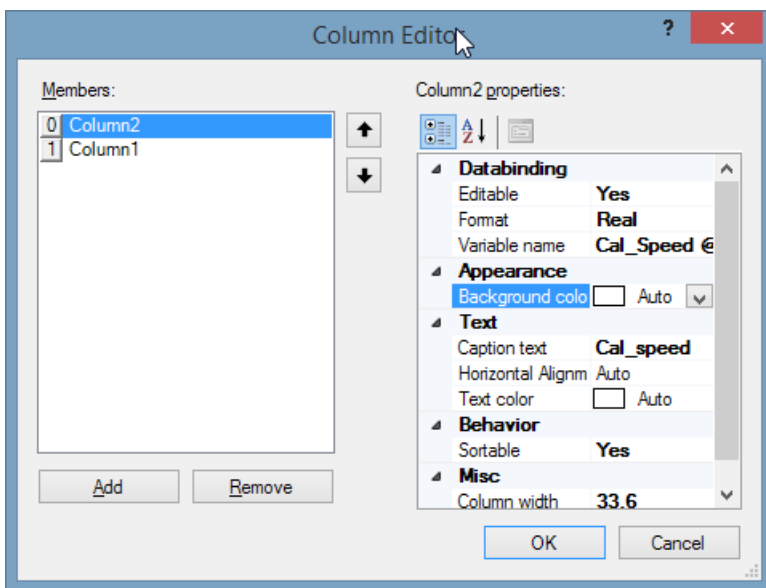 Column Editor
?
Members:
Column2 properties:
0 Column2
1 Column1
A
Z
Databinding
Editable Yes
Format Real
Variable name Cal_Speed @
Appearance
Background colo Auto
Text
Caption text Cal_speed
Horizontal Alignm Auto
Text color Auto
Behavior
Sortable Yes
Misc
Column width 33.6
Add
Remove
OK
Cancel